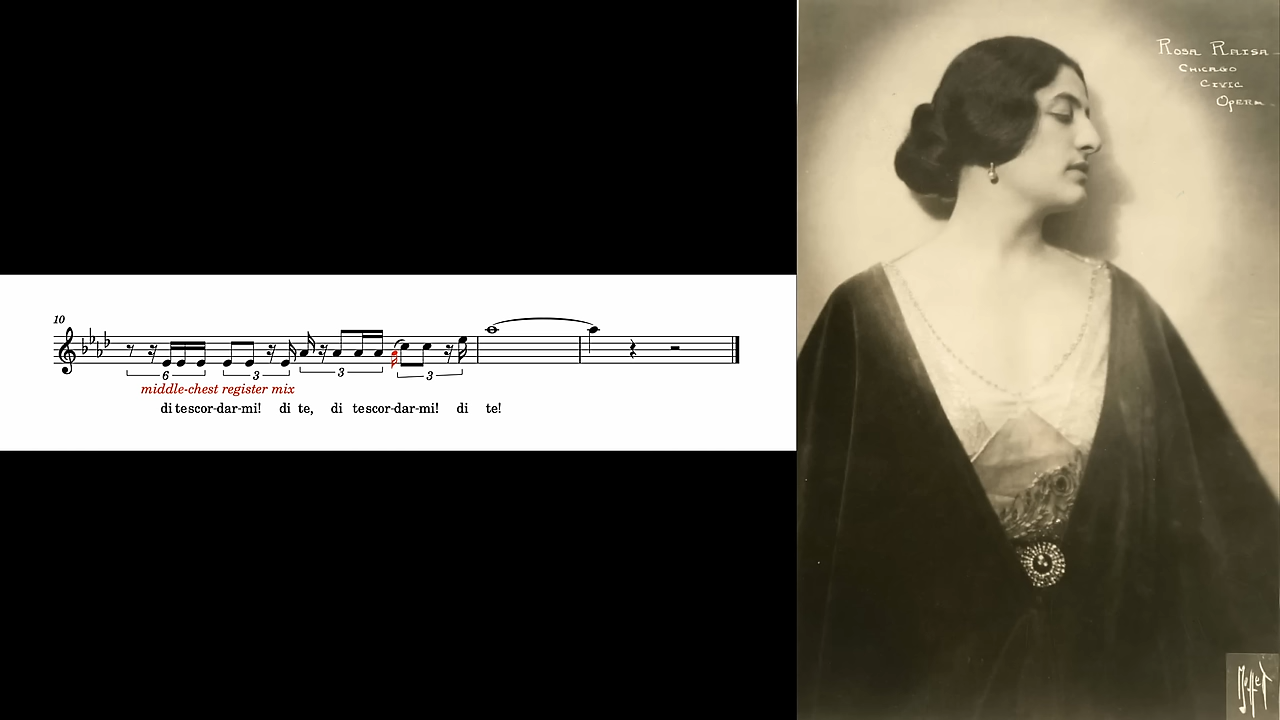 10
6
3
3
3
middle-chest register mix
di tescor-dar-mi! di te, di tescor-dar-mi! di te!
Rosa Raisa
Chicago
Civic
Opera